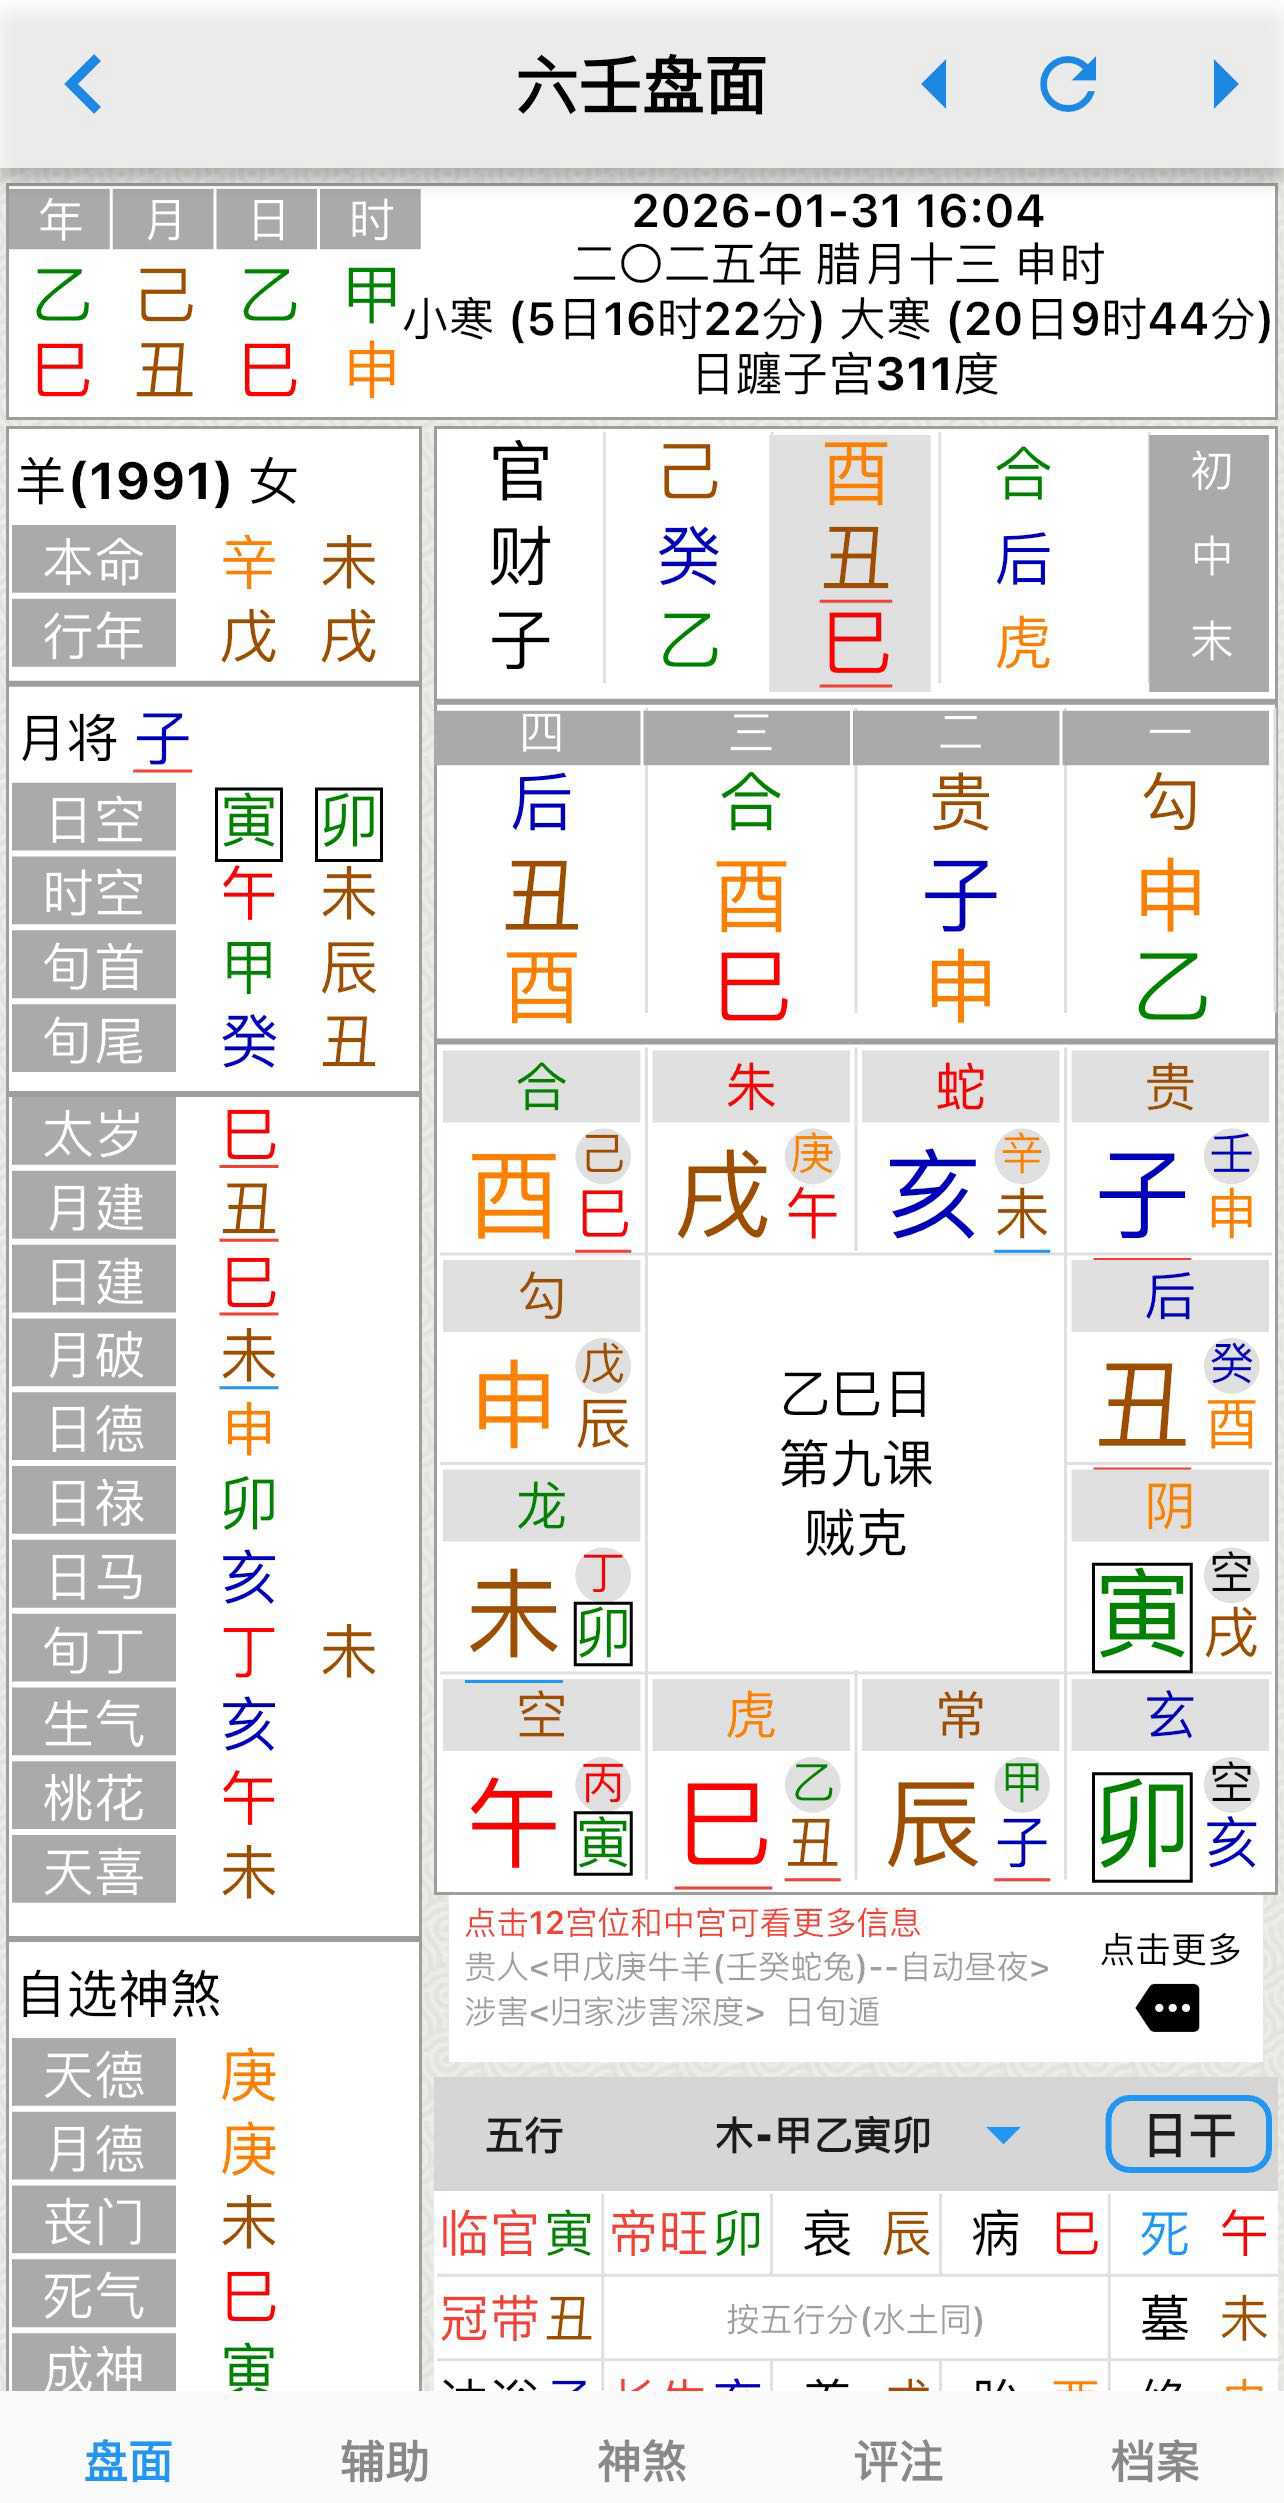 六壬盘面
年 月 日 时
乙 己 乙 甲
巳 丑 巳 申
2026-01-31 16:04
二〇二五年 腊月十三 申时
小寒 (5日16时22分) 大寒 (20日9时44分)
日躔子宫311度
羊(1991) 女
本命 辛 未
行年 戊 戌
月将 子
日空 寅 卯
时空 午 未
旬首 甲 辰
旬尾 癸 丑
太岁 巳
月建 丑
日建 巳
月破 未
日德 申
日禄 卯
日马 亥
旬丁 丁 未
生气 亥
桃花 午
天喜 未
自选神煞
天德 庚
月德 庚
丧门 未
死气 巳
成神 寅
官 己 酉 合 初
财 癸 丑 后 中
子 乙 巳 虎 末
四 三 二 一
后 合 贵 勾
丑 酉 子 申
酉 巳 申 乙
合 朱 蛇 贵
酉 己 戌 庚 亥 辛 子 壬
巳 午 未 申
勾 后
申 戊 丑 癸
辰 酉
乙巳日
第九课
贼克
龙 阴
未 丁 寅 空
卯 戌
空 虎 常 玄
午 丙 巳 乙 辰 甲 卯 空
寅 丑 子 亥
点击12宫位和中宫可看更多信息
贵人<甲戊庚牛羊(壬癸蛇兔)--自动昼夜>
涉害<归家涉害深度> 日旬遁
点击更多
五行 木-甲乙寅卯 日干
临官 寅 帝旺 卯 衰 辰 病 巳 死 午
冠带 丑 按五行分(水土同) 墓 未
盘面 辅助 神煞 评注 档案